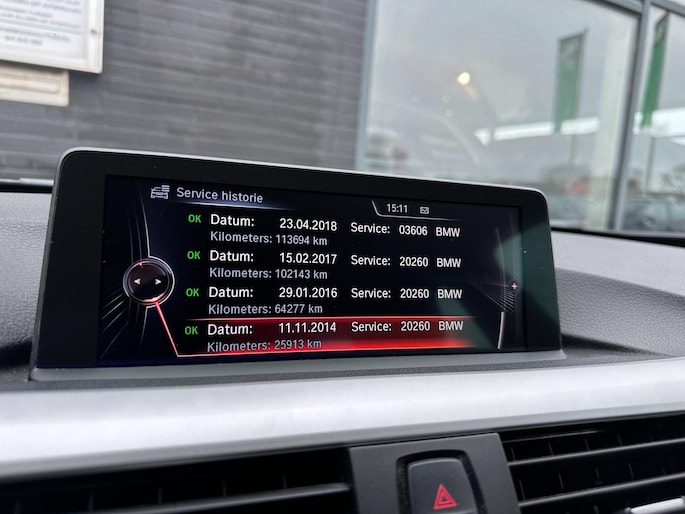 Service historie
15:11
OK Datum: 23.04.2018 Service: 03606 BMW
Kilometers: 113694 km
OK Datum: 15.02.2017 Service: 20260 BMW
Kilometers: 102143 km
OK Datum: 29.01.2016 Service: 20260 BMW
Kilometers: 64277 km
OK Datum: 11.11.2014 Service: 20260 BMW
Kilometers: 25913 km